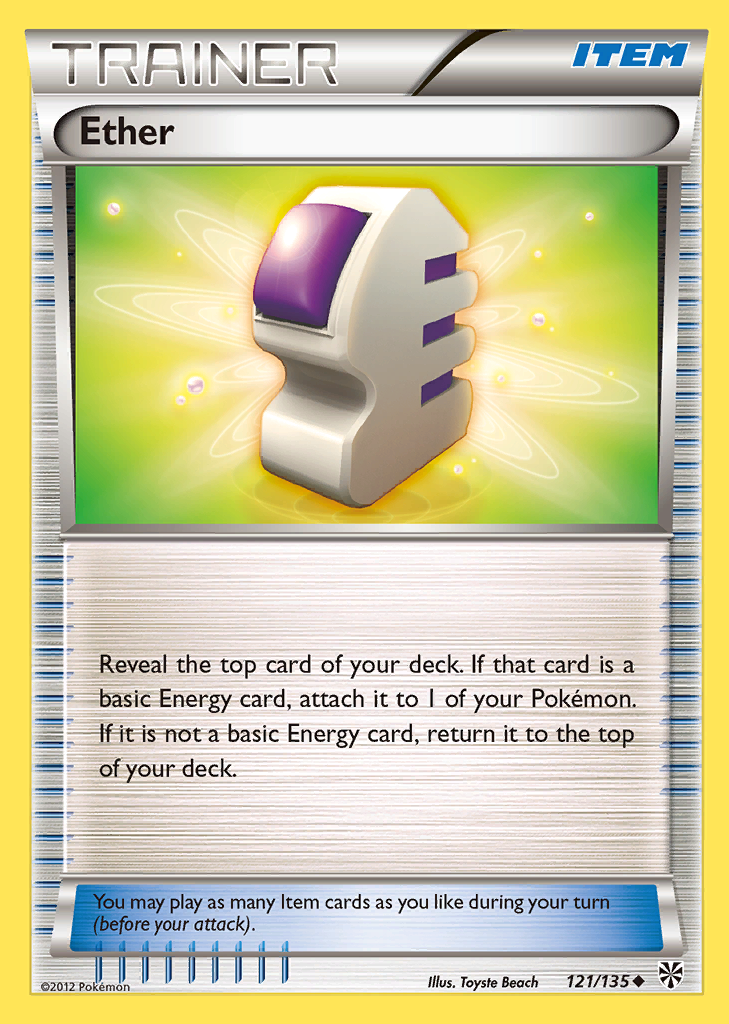 TRAINER
ITEM
Ether
Reveal the top card of your deck. If that card is a
basic Energy card, attach it to 1 of your Pokémon.
If it is not a basic Energy card, return it to the top
of your deck.
You may play as many Item cards as you like during your turn
(before your attack).
©2012 Pokémon
Illus. Toyste Beach
121/135